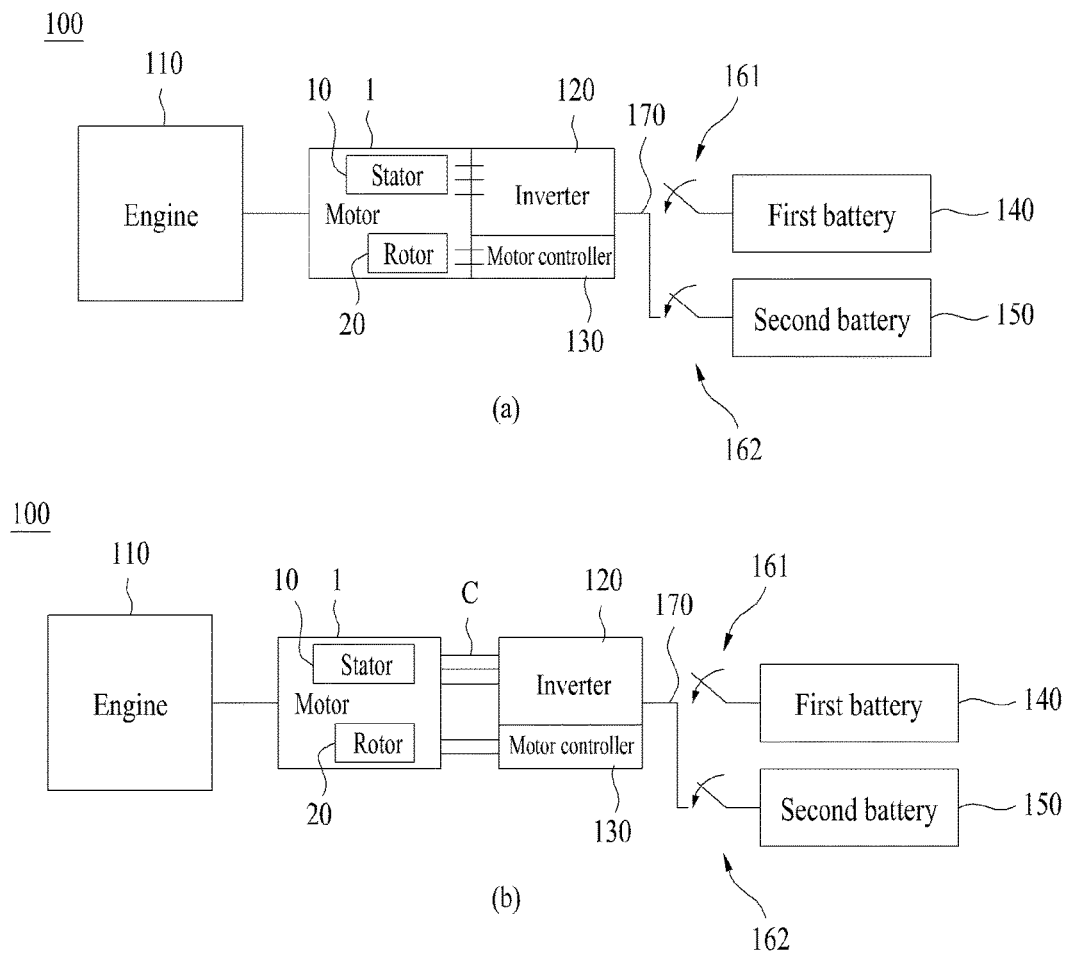 100
110
10
1
120
170
161
Engine
Motor
Stator
Rotor
Inverter
Motor controller
First battery
140
Second battery
150
20
130
162
(a)
100
110
10
1
C
120
170
161
Engine
Motor
Stator
Rotor
Inverter
Motor controller
First battery
140
Second battery
150
20
130
162
(b)